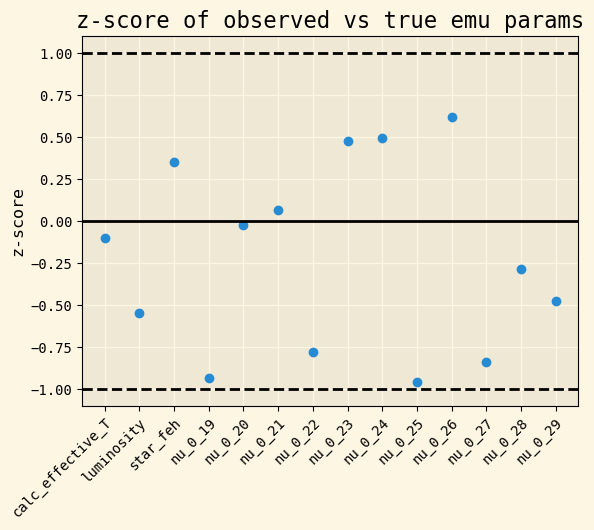 z-score of observed vs true emu params
z-score
1.00
0.75
0.50
0.25
0.00
−0.25
−0.50
−0.75
−1.00
calc_effective_T
luminosity
star_feh
nu_0_19
nu_0_20
nu_0_21
nu_0_22
nu_0_23
nu_0_24
nu_0_25
nu_0_26
nu_0_27
nu_0_28
nu_0_29